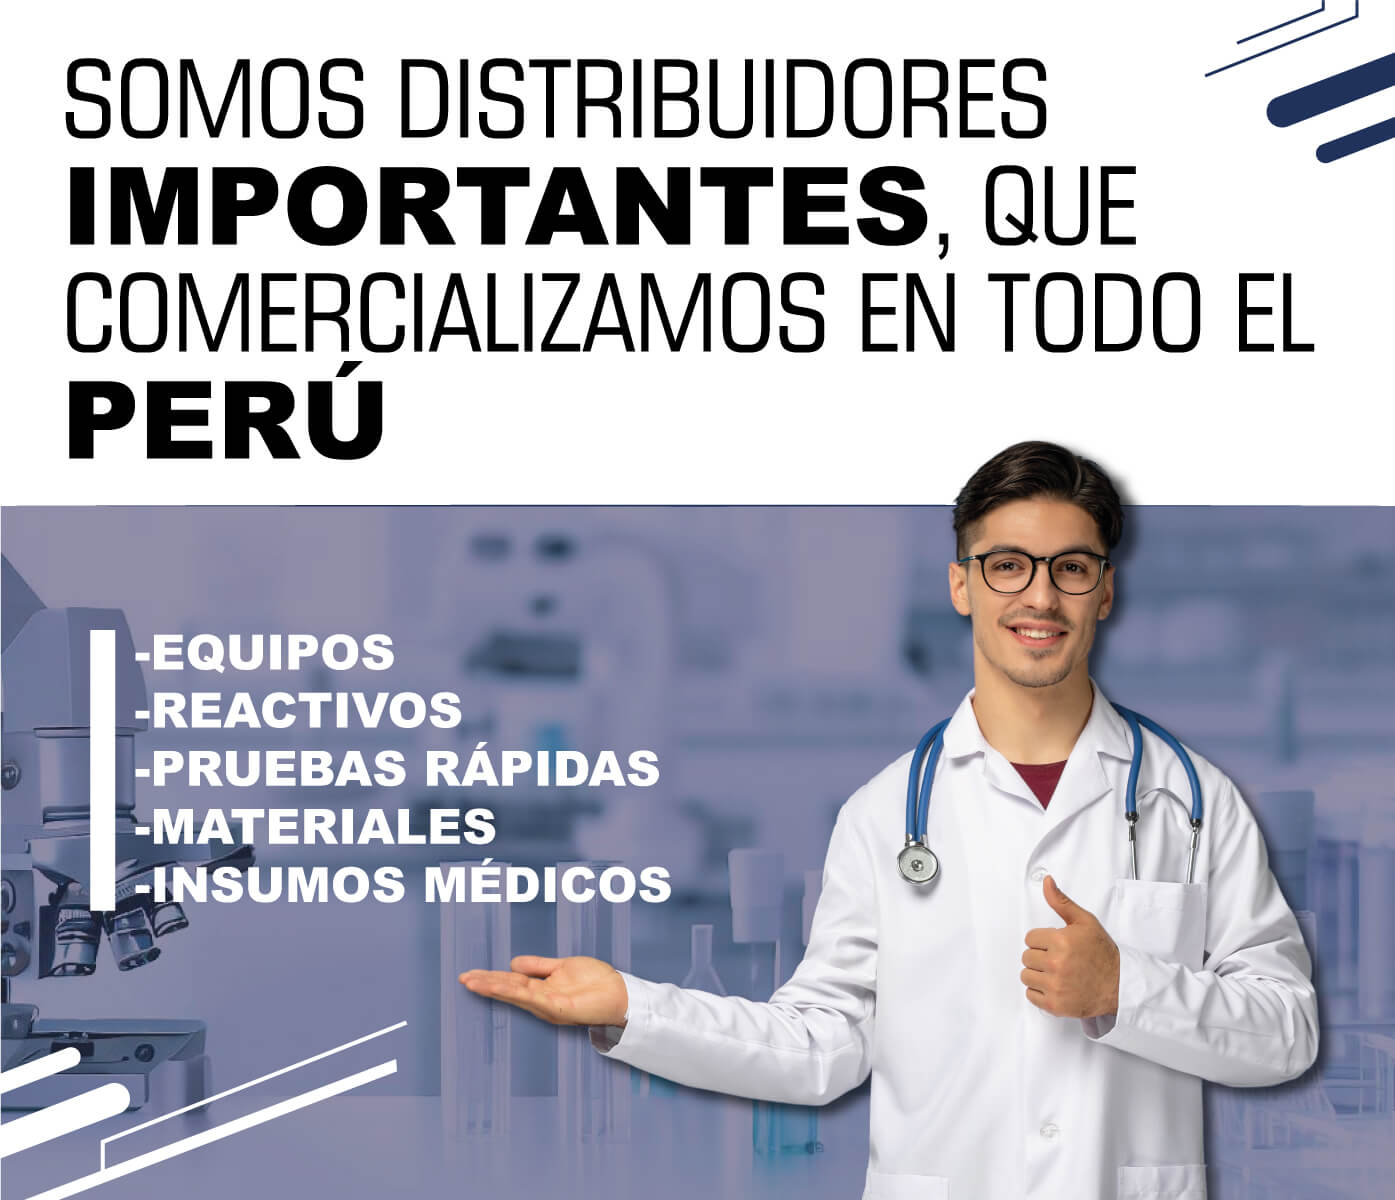 SOMOS DISTRIBUIDORES
IMPORTANTES, QUE
COMERCIALIZAMOS EN TODO EL
PERÚ
-EQUIPOS
-REACTIVOS
-PRUEBAS RÁPIDAS
-MATERIALES
-INSUMOS MÉDICOS